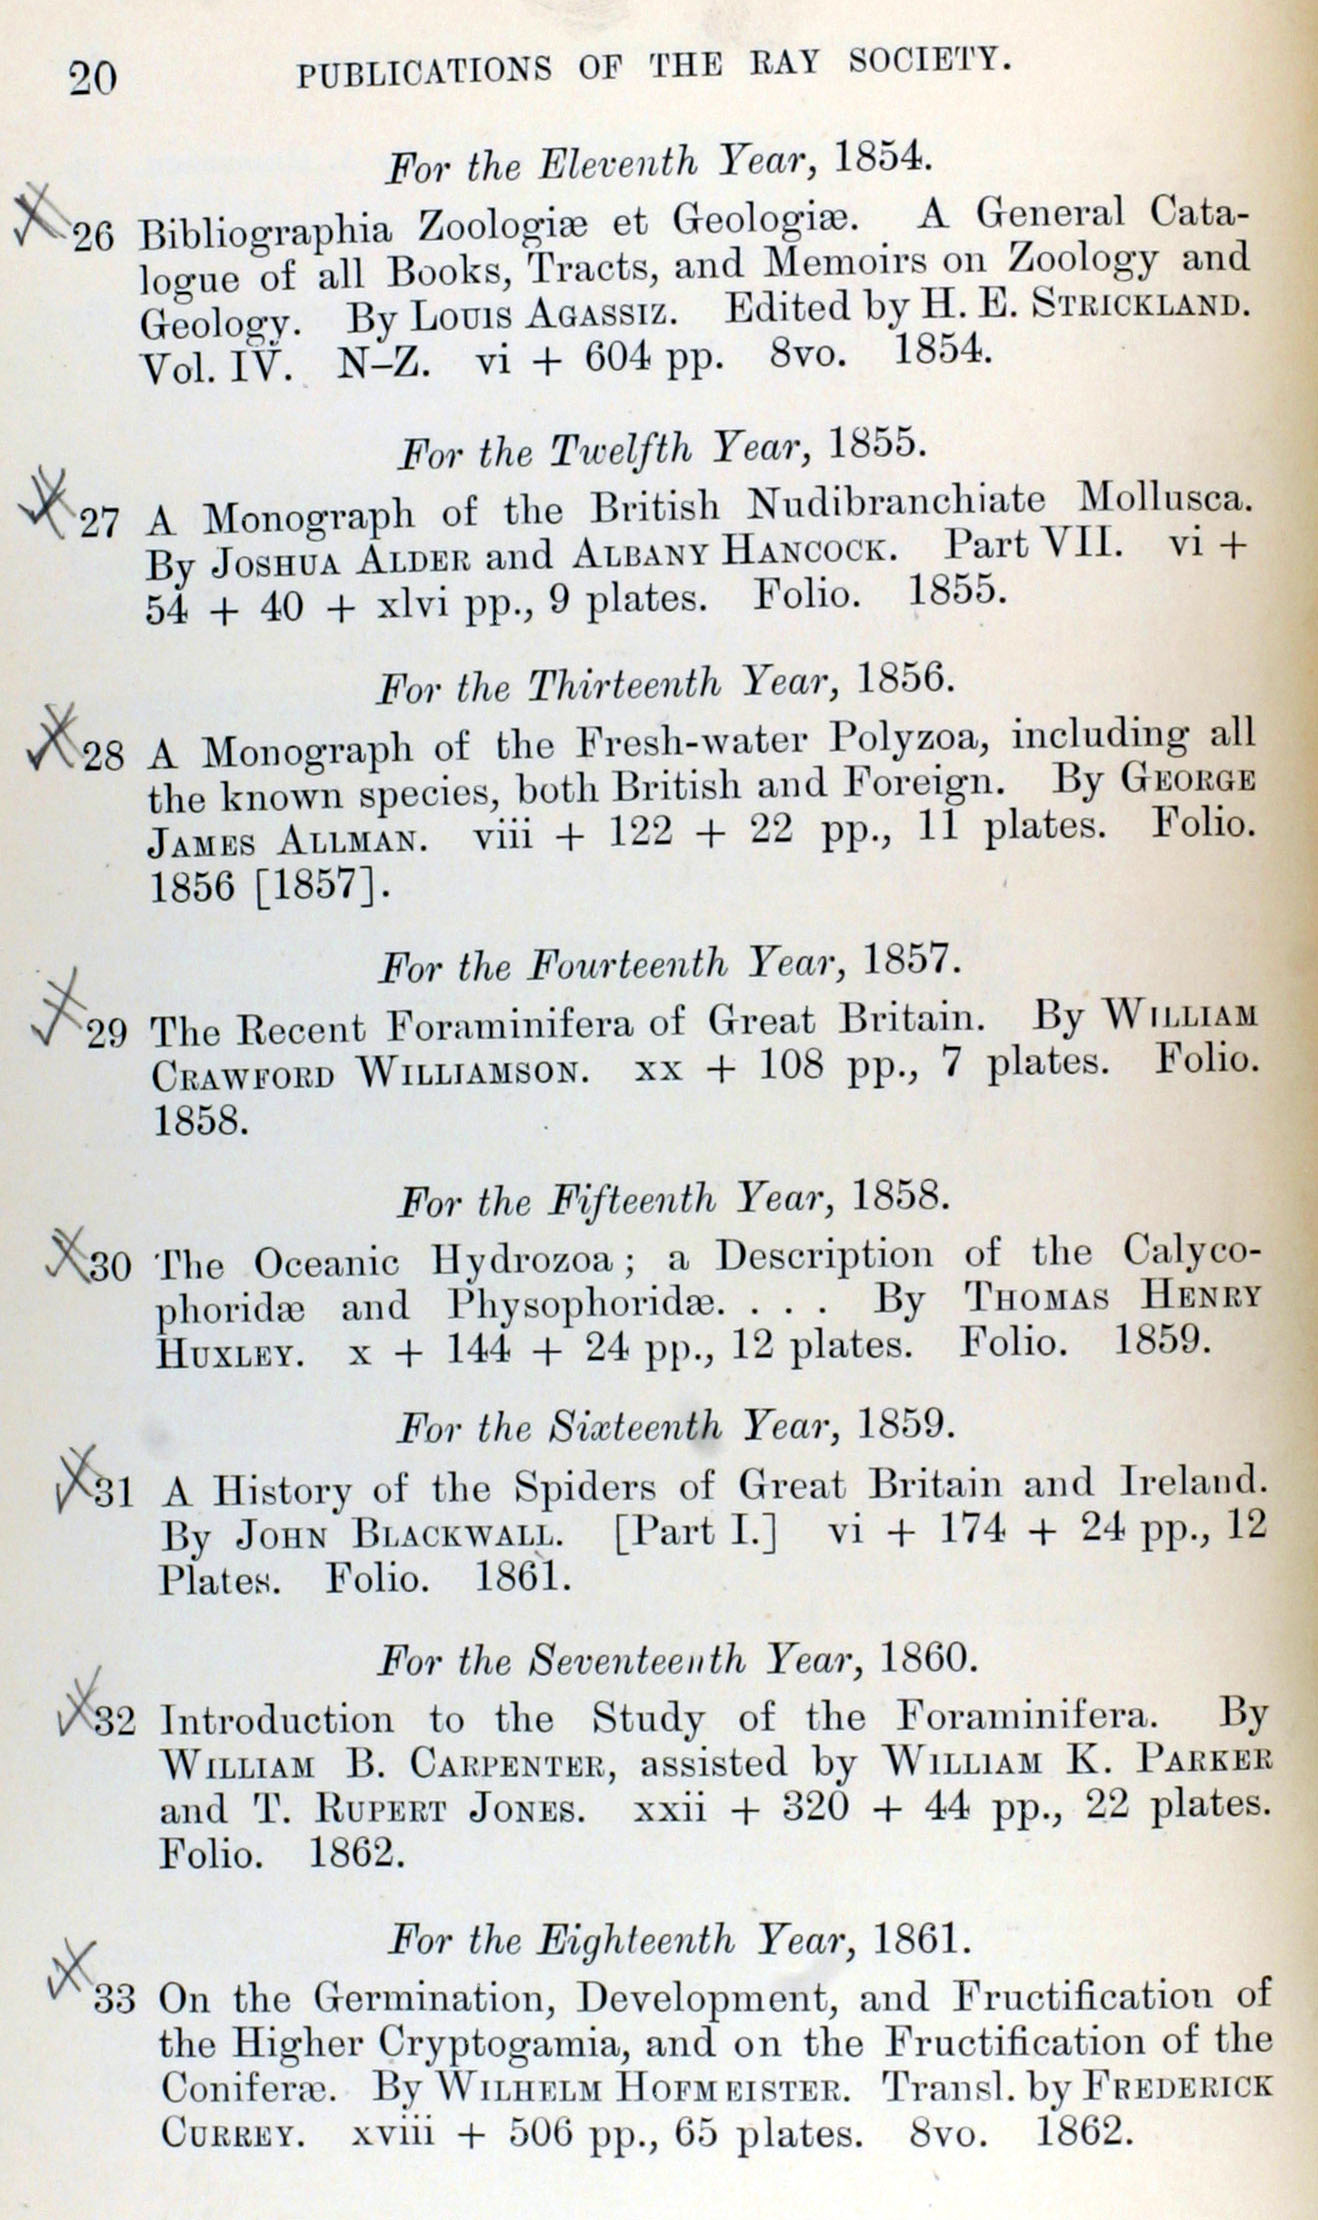 20 PUBLICATIONS OF THE RAY SOCIETY.
For the Eleventh Year, 1854.
26 Bibliographia Zoologiæ et Geologiæ. A General Cata-
logue of all Books, Tracts, and Memoirs on Zoology and
Geology. By LOUIS AGASSIZ. Edited by H. E. STRICKLAND.
Vol. IV. N–Z. vi + 604 pp. 8vo. 1854.
For the Twelfth Year, 1855.
27 A Monograph of the British Nudibranchiate Mollusca.
By JOSHUA ALDER and ALBANY HANCOCK. Part VII. vi +
54 + 40 + xlvi pp., 9 plates. Folio. 1855.
For the Thirteenth Year, 1856.
28 A Monograph of the Fresh-water Polyzoa, including all
the known species, both British and Foreign. By GEORGE
JAMES ALLMAN. viii + 122 + 22 pp., 11 plates. Folio.
1856 [1857].
For the Fourteenth Year, 1857.
29 The Recent Foraminifera of Great Britain. By WILLIAM
CRAWFORD WILLIAMSON. xx + 108 pp., 7 plates. Folio.
1858.
For the Fifteenth Year, 1858.
30 The Oceanic Hydrozoa; a Description of the Calyco-
phoridæ and Physophoridæ. . . . By THOMAS HENRY
HUXLEY. x + 144 + 24 pp., 12 plates. Folio. 1859.
For the Sixteenth Year, 1859.
31 A History of the Spiders of Great Britain and Ireland.
By JOHN BLACKWALL. [Part I.] vi + 174 + 24 pp., 12
Plates. Folio. 1861.
For the Seventeenth Year, 1860.
32 Introduction to the Study of the Foraminifera. By
WILLIAM B. CARPENTER, assisted by WILLIAM K. PARKER
and T. RUPERT JONES. xxii + 320 + 44 pp., 22 plates.
Folio. 1862.
For the Eighteenth Year, 1861.
33 On the Germination, Development, and Fructification of
the Higher Cryptogamia, and on the Fructification of the
Coniferæ. By WILHELM HOFMEISTER. Transl. by FREDERICK
CURREY. xviii + 506 pp., 65 plates. 8vo. 1862.